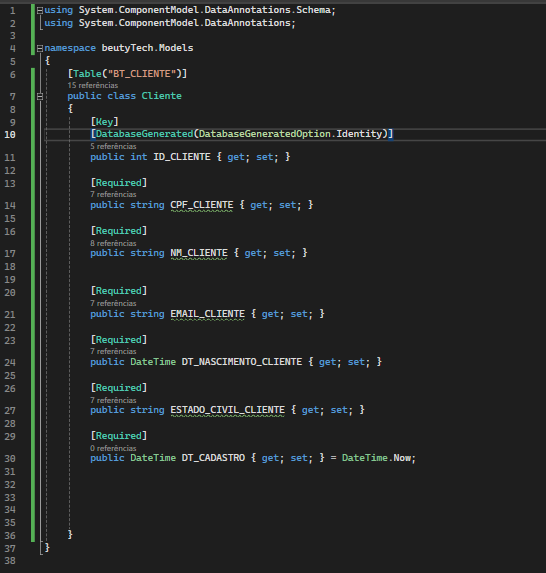 1 using System.ComponentModel.DataAnnotations.Schema;
2 using System.ComponentModel.DataAnnotations;
3
4 namespace beutyTech.Models
5 {
6 [Table("BT_CLIENTE")]
15 referências
7 public class Cliente
8 {
9 [Key]
10 [DatabaseGenerated(DatabaseGeneratedOption.Identity)]
5 referências
11 public int ID_CLIENTE { get; set; }
12
13 [Required]
7 referências
14 public string CPF_CLIENTE { get; set; }
15
16 [Required]
8 referências
17 public string NM_CLIENTE { get; set; }
18
19
20 [Required]
7 referências
21 public string EMAIL_CLIENTE { get; set; }
22
23 [Required]
7 referências
24 public DateTime DT_NASCIMENTO_CLIENTE { get; set; }
25
26 [Required]
7 referências
27 public string ESTADO_CIVIL_CLIENTE { get; set; }
28
29 [Required]
0 referências
30 public DateTime DT_CADASTRO { get; set; } = DateTime.Now;
31
32
33
34
35
36 }
37 }
38